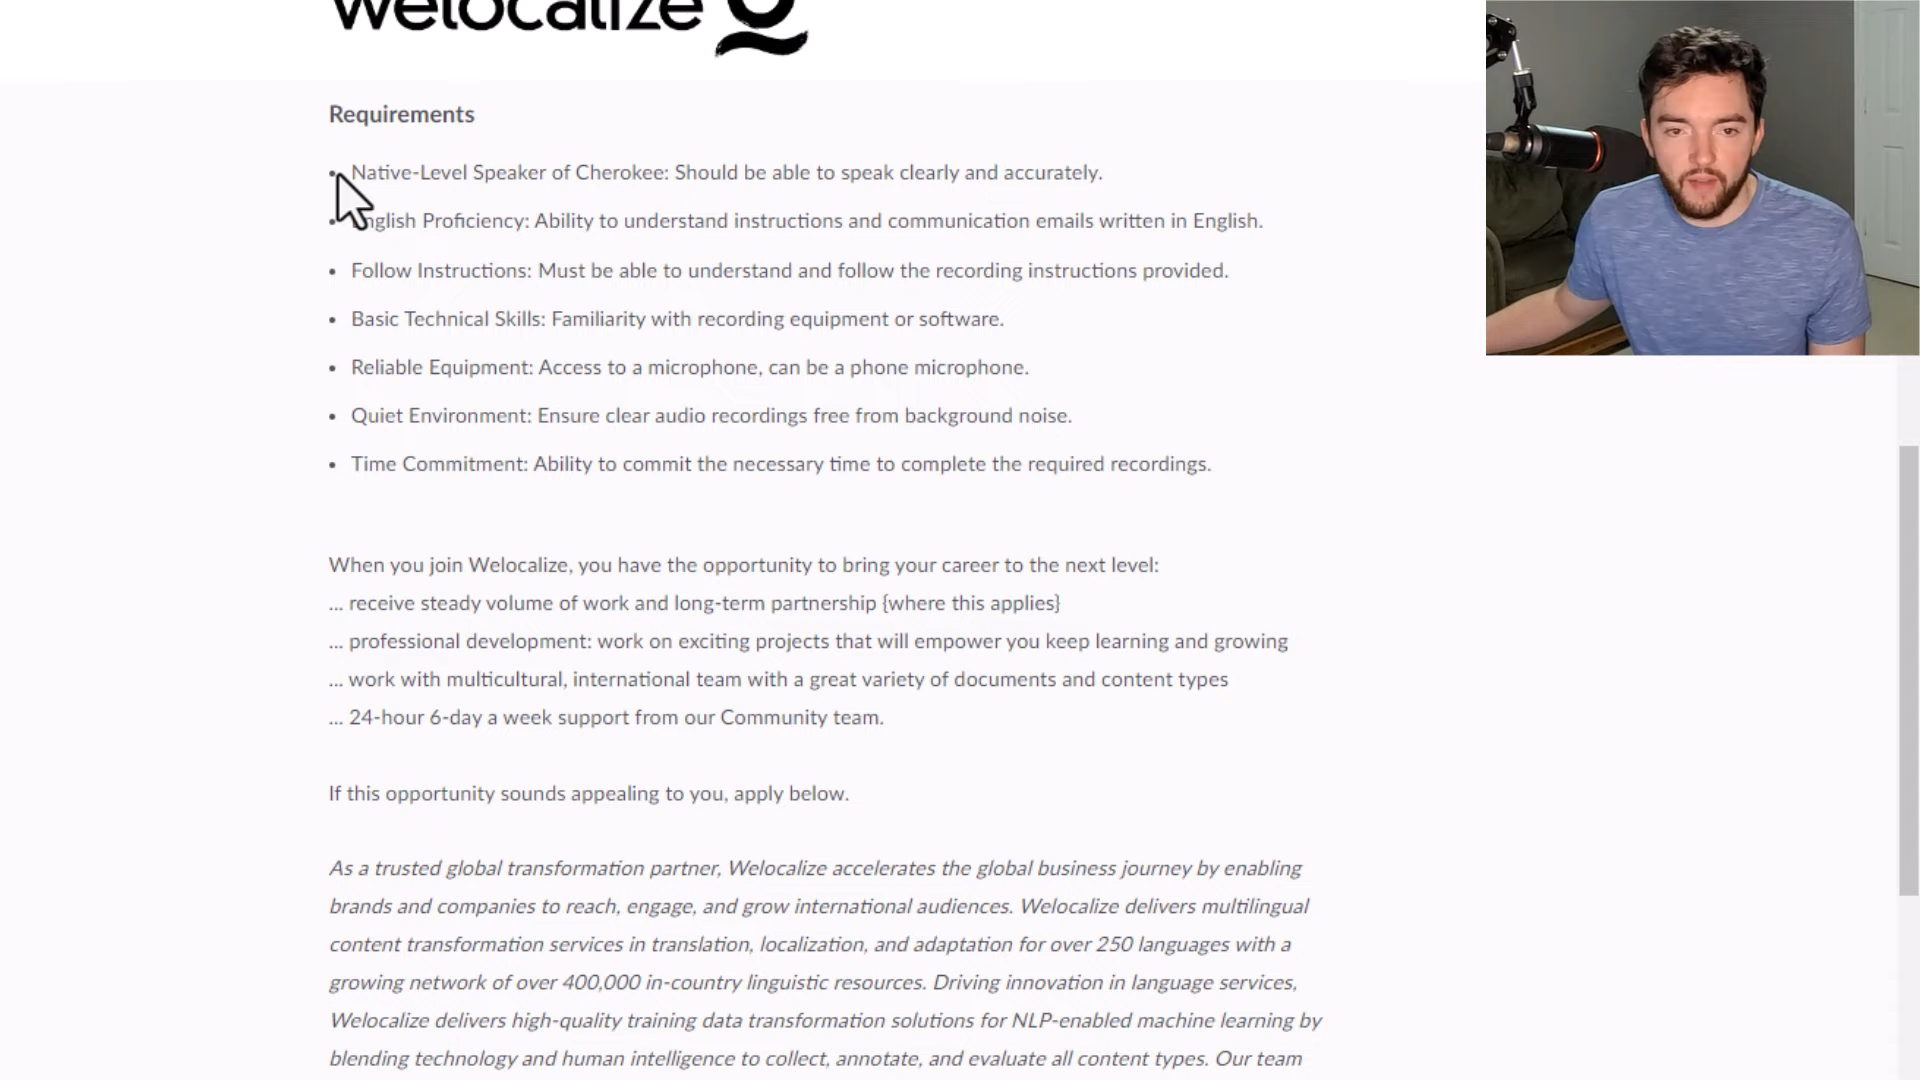 welocalize
Requirements
• Native-Level Speaker of Cherokee: Should be able to speak clearly and accurately.
• English Proficiency: Ability to understand instructions and communication emails written in English.
• Follow Instructions: Must be able to understand and follow the recording instructions provided.
• Basic Technical Skills: Familiarity with recording equipment or software.
• Reliable Equipment: Access to a microphone, can be a phone microphone.
• Quiet Environment: Ensure clear audio recordings free from background noise.
• Time Commitment: Ability to commit the necessary time to complete the required recordings.
When you join Welocalize, you have the opportunity to bring your career to the next level:
... receive steady volume of work and long-term partnership {where this applies}
... professional development: work on exciting projects that will empower you keep learning and growing
... work with multicultural, international team with a great variety of documents and content types
... 24-hour 6-day a week support from our Community team.
If this opportunity sounds appealing to you, apply below.
As a trusted global transformation partner, Welocalize accelerates the global business journey by enabling
brands and companies to reach, engage, and grow international audiences. Welocalize delivers multilingual
content transformation services in translation, localization, and adaptation for over 250 languages with a
growing network of over 400,000 in-country linguistic resources. Driving innovation in language services,
Welocalize delivers high-quality training data transformation solutions for NLP-enabled machine learning by
blending technology and human intelligence to collect, annotate, and evaluate all content types. Our team